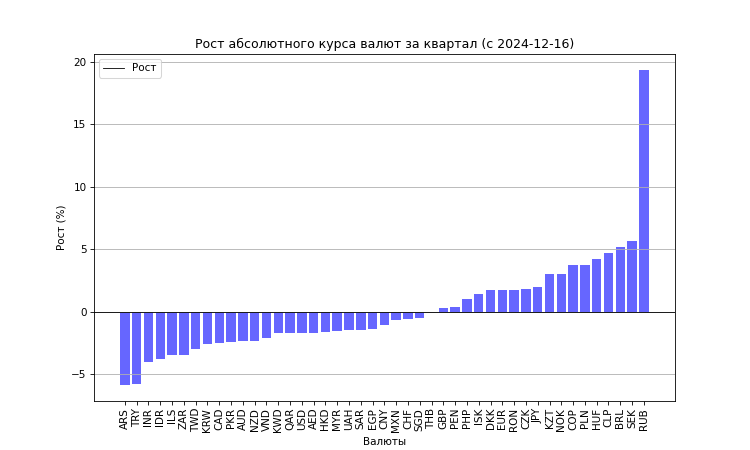 Рост абсолютного курса валют за квартал (с 2024-12-16)
Рост
20
15
10
5
0
−5
Рост (%)
ARS TRY INR IDR ILS ZAR TWD KRW CAD PKR AUD NZD VND KWD QAR USD AED HKD MYR UAH SAR EGP CNY MXN CHF SGD THB GBP PEN PHP ISK DKK EUR RON CZK JPY KZT NOK COP PLN HUF CLP BRL SEK RUB
Валюты